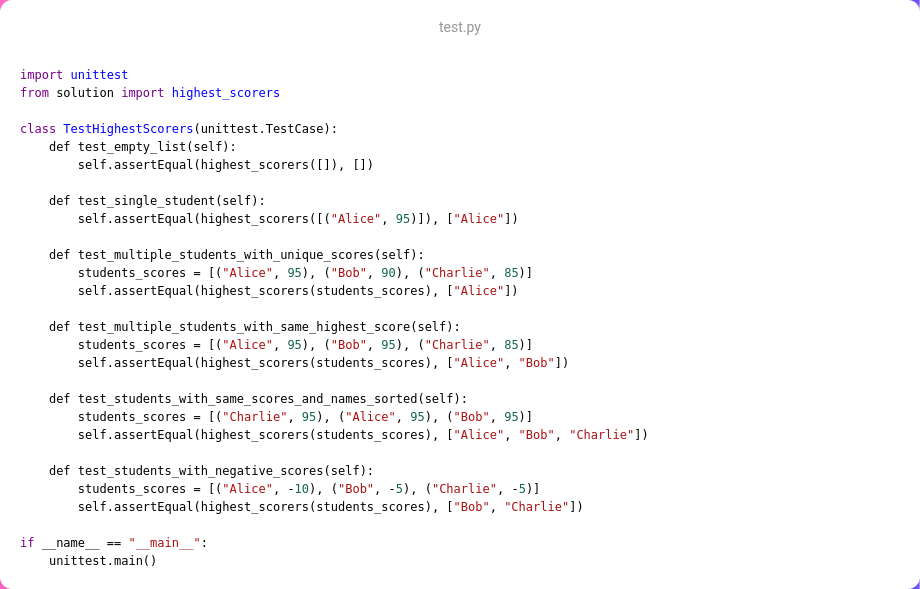 test.py
import unittest
from solution import highest_scorers
class TestHighestScorers(unittest.TestCase):
    def test_empty_list(self):
        self.assertEqual(highest_scorers([]), [])
    def test_single_student(self):
        self.assertEqual(highest_scorers([("Alice", 95)]), ["Alice"])
    def test_multiple_students_with_unique_scores(self):
        students_scores = [("Alice", 95), ("Bob", 90), ("Charlie", 85)]
        self.assertEqual(highest_scorers(students_scores), ["Alice"])
    def test_multiple_students_with_same_highest_score(self):
        students_scores = [("Alice", 95), ("Bob", 95), ("Charlie", 85)]
        self.assertEqual(highest_scorers(students_scores), ["Alice", "Bob"])
    def test_students_with_same_scores_and_names_sorted(self):
        students_scores = [("Charlie", 95), ("Alice", 95), ("Bob", 95)]
        self.assertEqual(highest_scorers(students_scores), ["Alice", "Bob", "Charlie"])
    def test_students_with_negative_scores(self):
        students_scores = [("Alice", -10), ("Bob", -5), ("Charlie", -5)]
        self.assertEqual(highest_scorers(students_scores), ["Bob", "Charlie"])
if __name__ == "__main__":
    unittest.main()